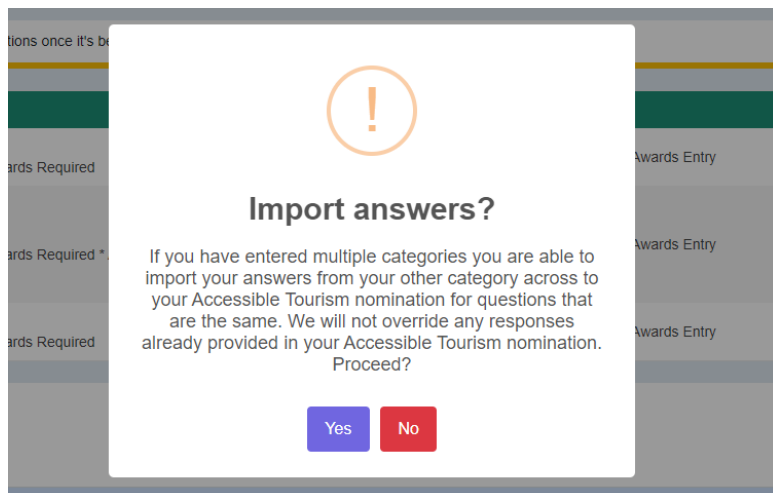 tions once it's be
!
Import answers?
ards Required
Awards Entry
If you have entered multiple categories you are able to
import your answers from your other category across to
your Accessible Tourism nomination for questions that
are the same. We will not override any responses
already provided in your Accessible Tourism nomination.
Proceed?
ards Required *
Awards Entry
ards Required
Awards Entry
Yes
No